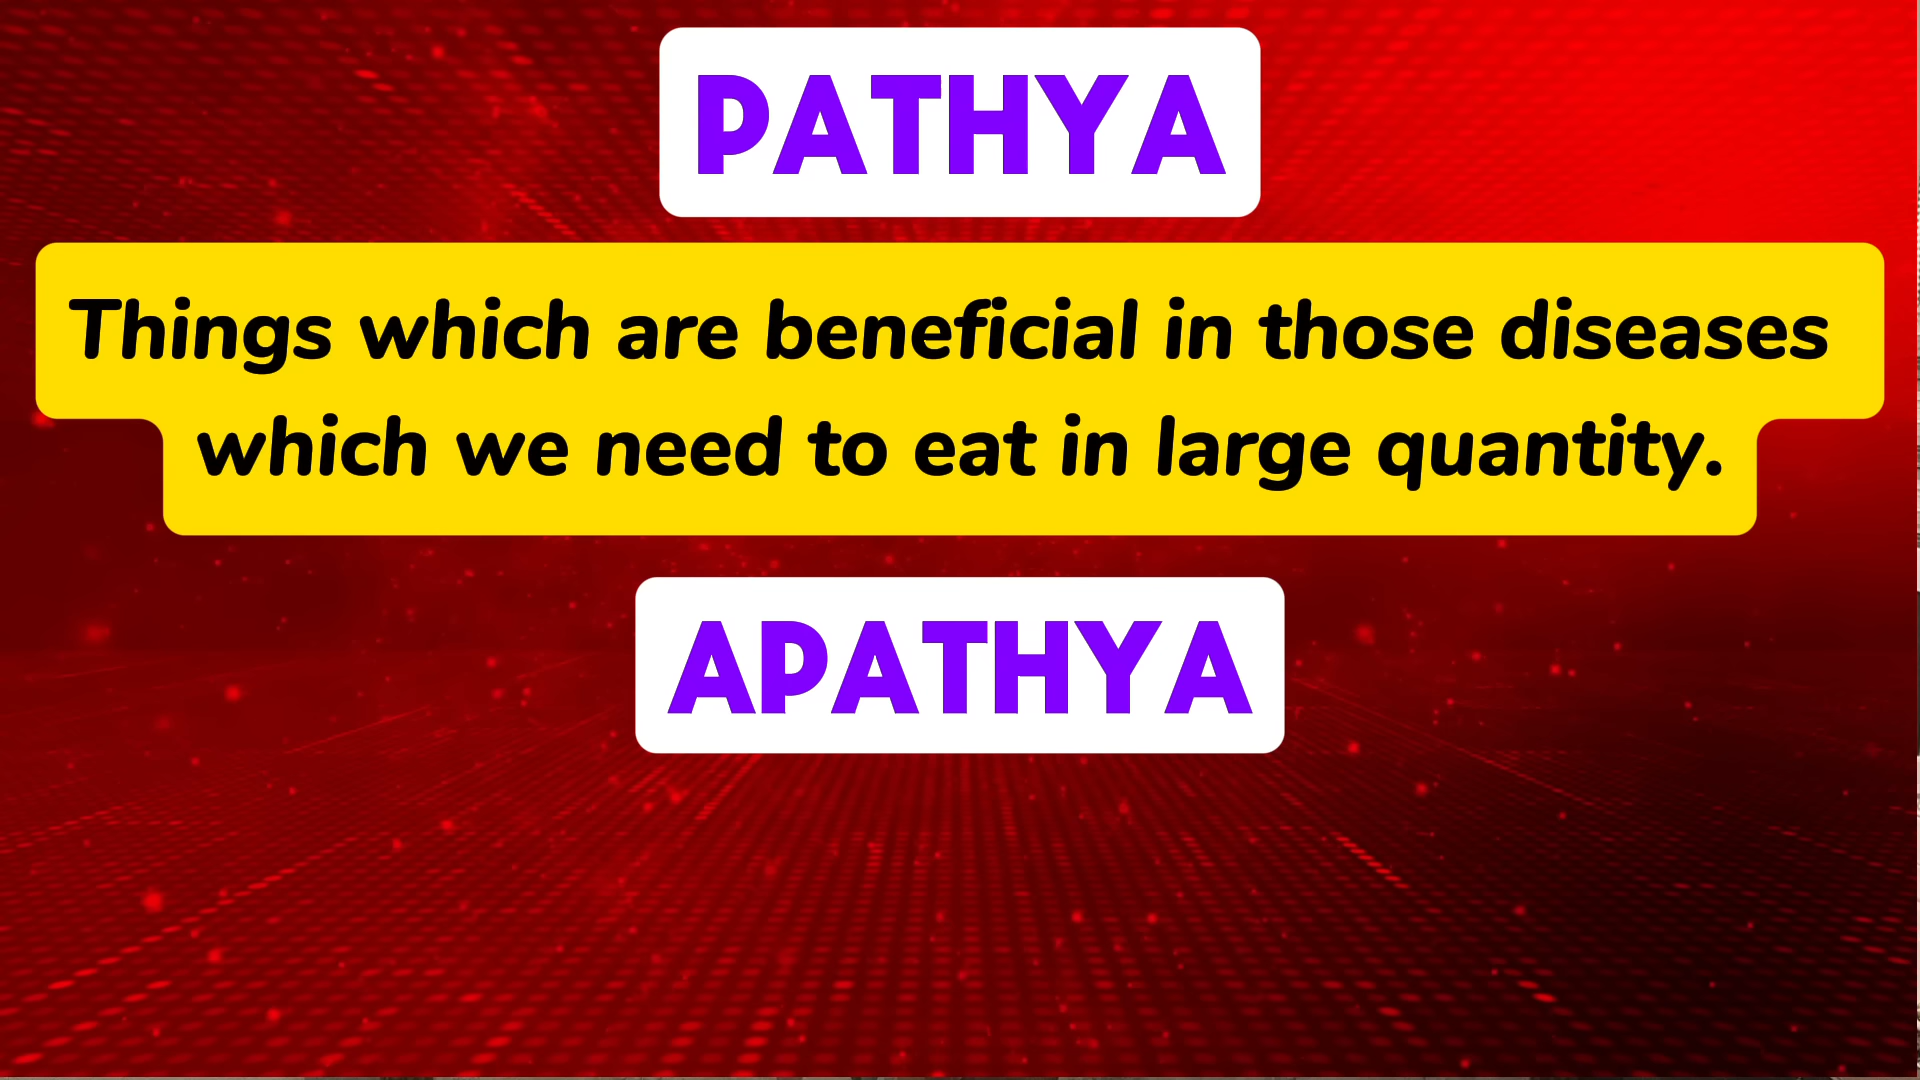 PATHYA
Things which are beneficial in those diseases
which we need to eat in large quantity.
APATHYA